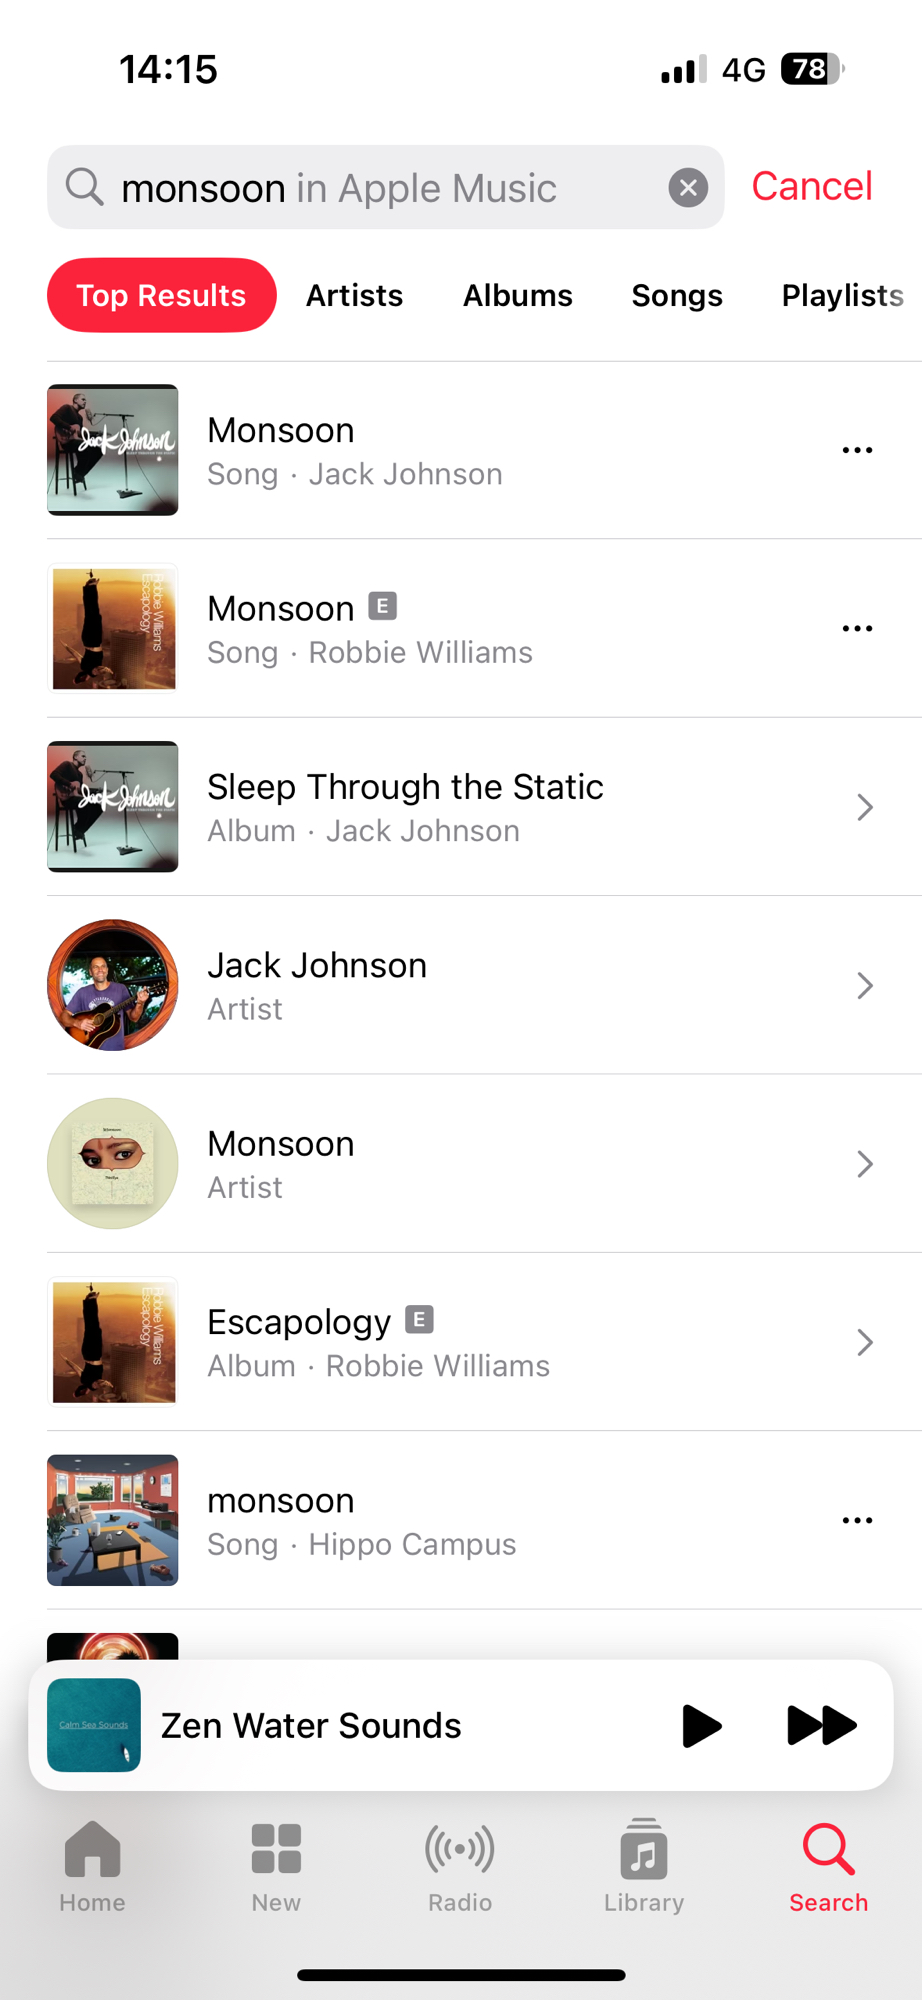 14:15
4G
78
monsoon in Apple Music
Cancel
Top Results
Artists
Albums
Songs
Playlists
Jack Johnson
Monsoon
Song · Jack Johnson
Robbie Williams
Escapology
Monsoon E
Song · Robbie Williams
Jack Johnson
Sleep Through the Static
Album · Jack Johnson
Jack Johnson
Artist
Monsoon
Artist
Robbie Williams
Escapology
Escapology E
Album · Robbie Williams
monsoon
Song · Hippo Campus
Calm Sea Sounds
Zen Water Sounds
Home
New
Radio
Library
Search